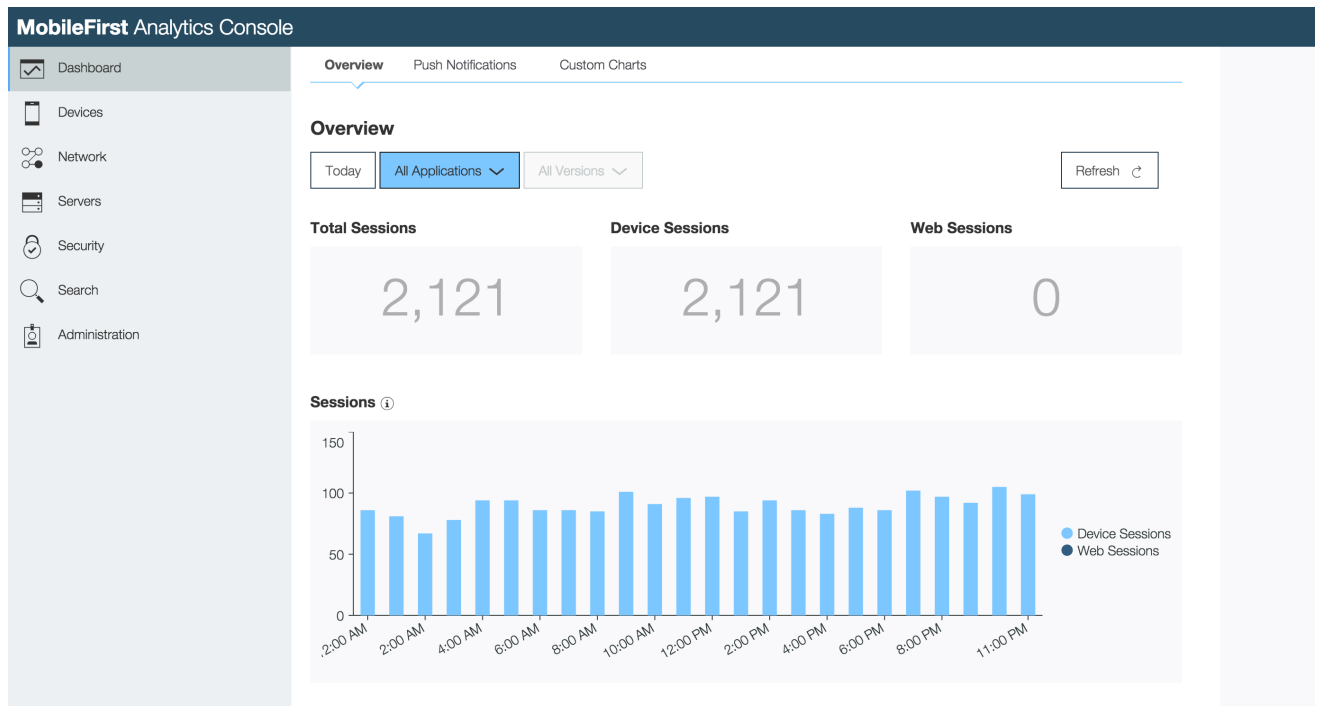 MobileFirst Analytics Console
Dashboard
Devices
Network
Servers
Security
Search
Administration
Overview Push Notifications Custom Charts
Overview
Today All Applications All Versions Refresh
Total Sessions Device Sessions Web Sessions
2,121 2,121 0
Sessions
150
100
50
0
2:00 AM 2:00 AM 4:00 AM 6:00 AM 8:00 AM 10:00 AM 12:00 PM 2:00 PM 4:00 PM 6:00 PM 8:00 PM 11:00 PM
Device Sessions
Web Sessions